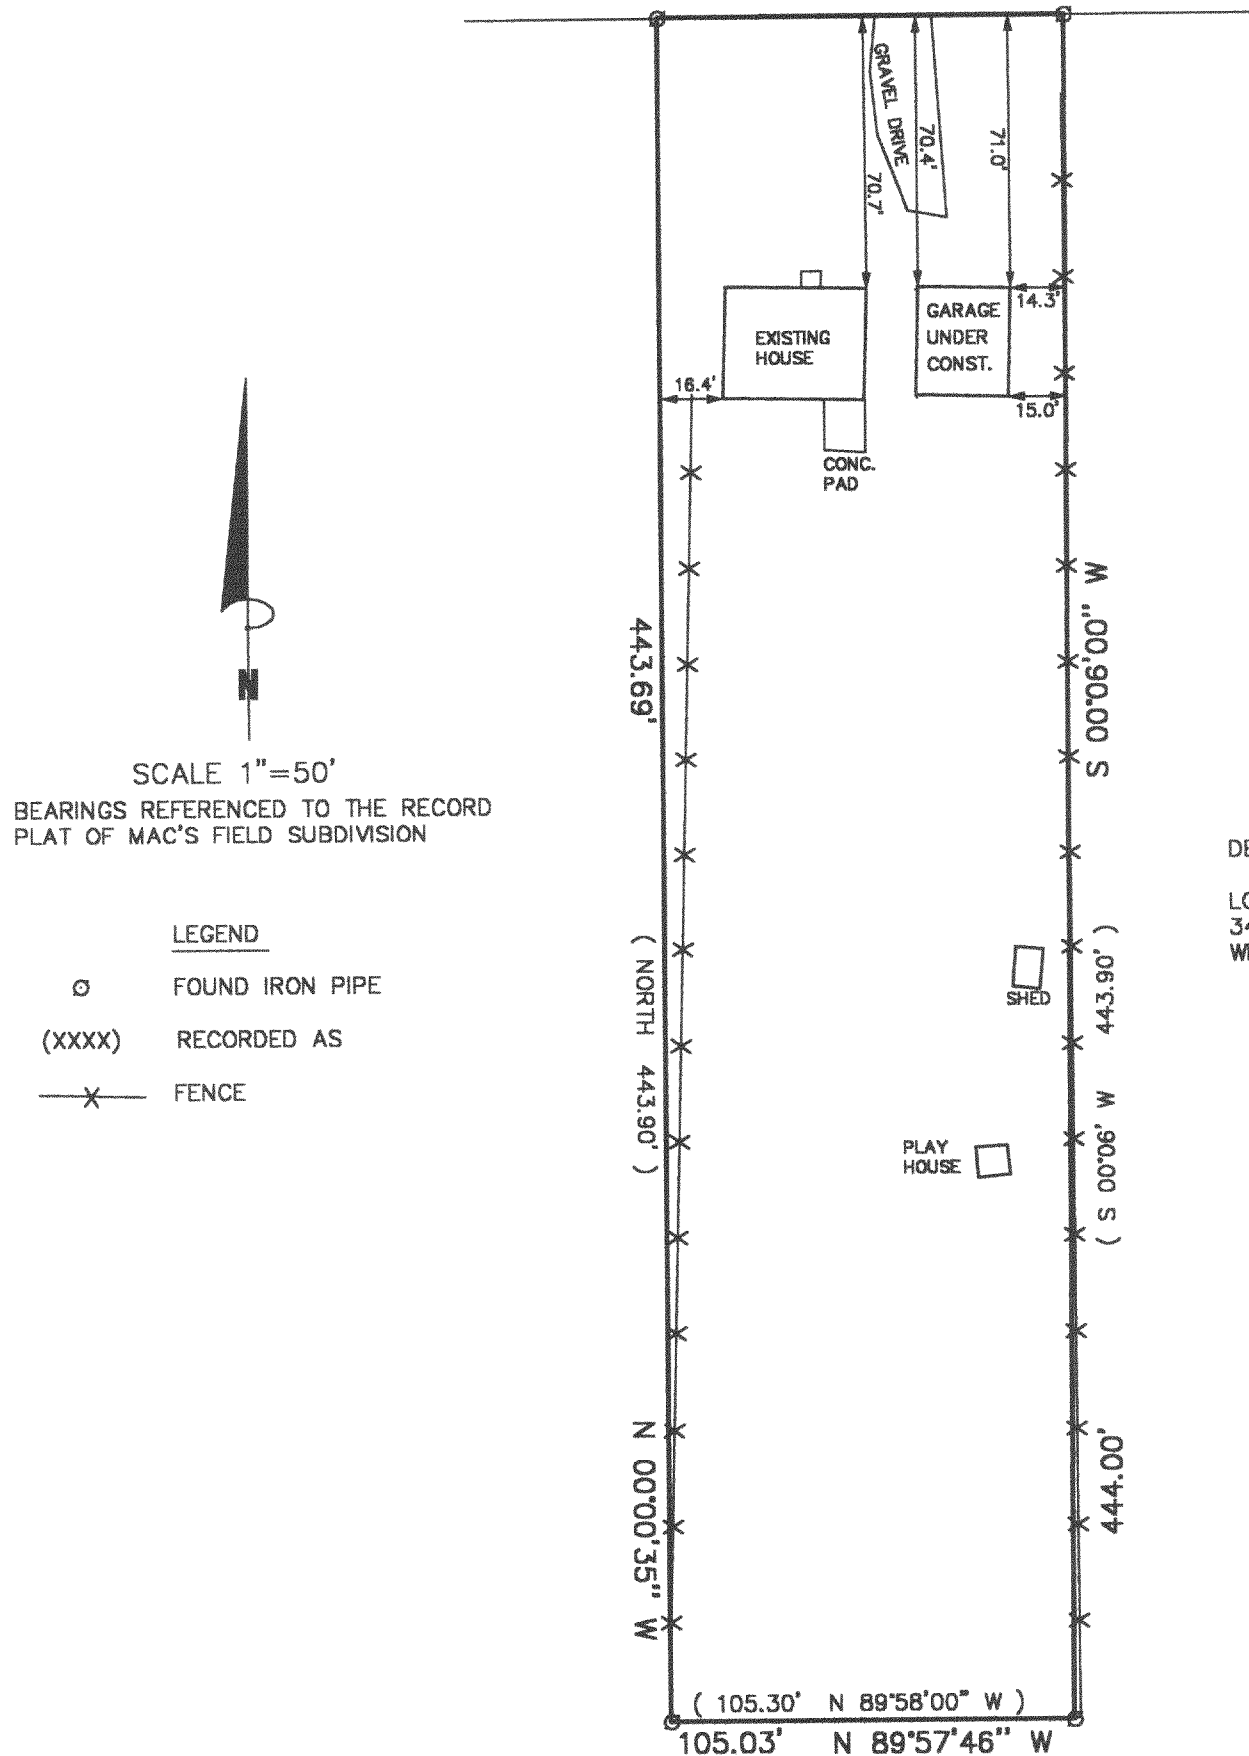 GRAVEL DRIVE
70.7'
70.4'
71.0'
14.3'
EXISTING
HOUSE
GARAGE
UNDER
CONST.
16.4'
15.0'
CONC.
PAD
443.69'
S 00°06'00" W
N
SCALE 1"=50'
BEARINGS REFERENCED TO THE RECORD
PLAT OF MAC'S FIELD SUBDIVISION
LEGEND
FOUND IRON PIPE
(XXXX) RECORDED AS
X FENCE
( NORTH 443.90' )
SHED
( S 00°06' W 443.90' )
PLAY
HOUSE
N 00°00'35" W
444.00'
( 105.30' N 89°58'00" W )
105.03' N 89°57'46" W
DE
LO
34